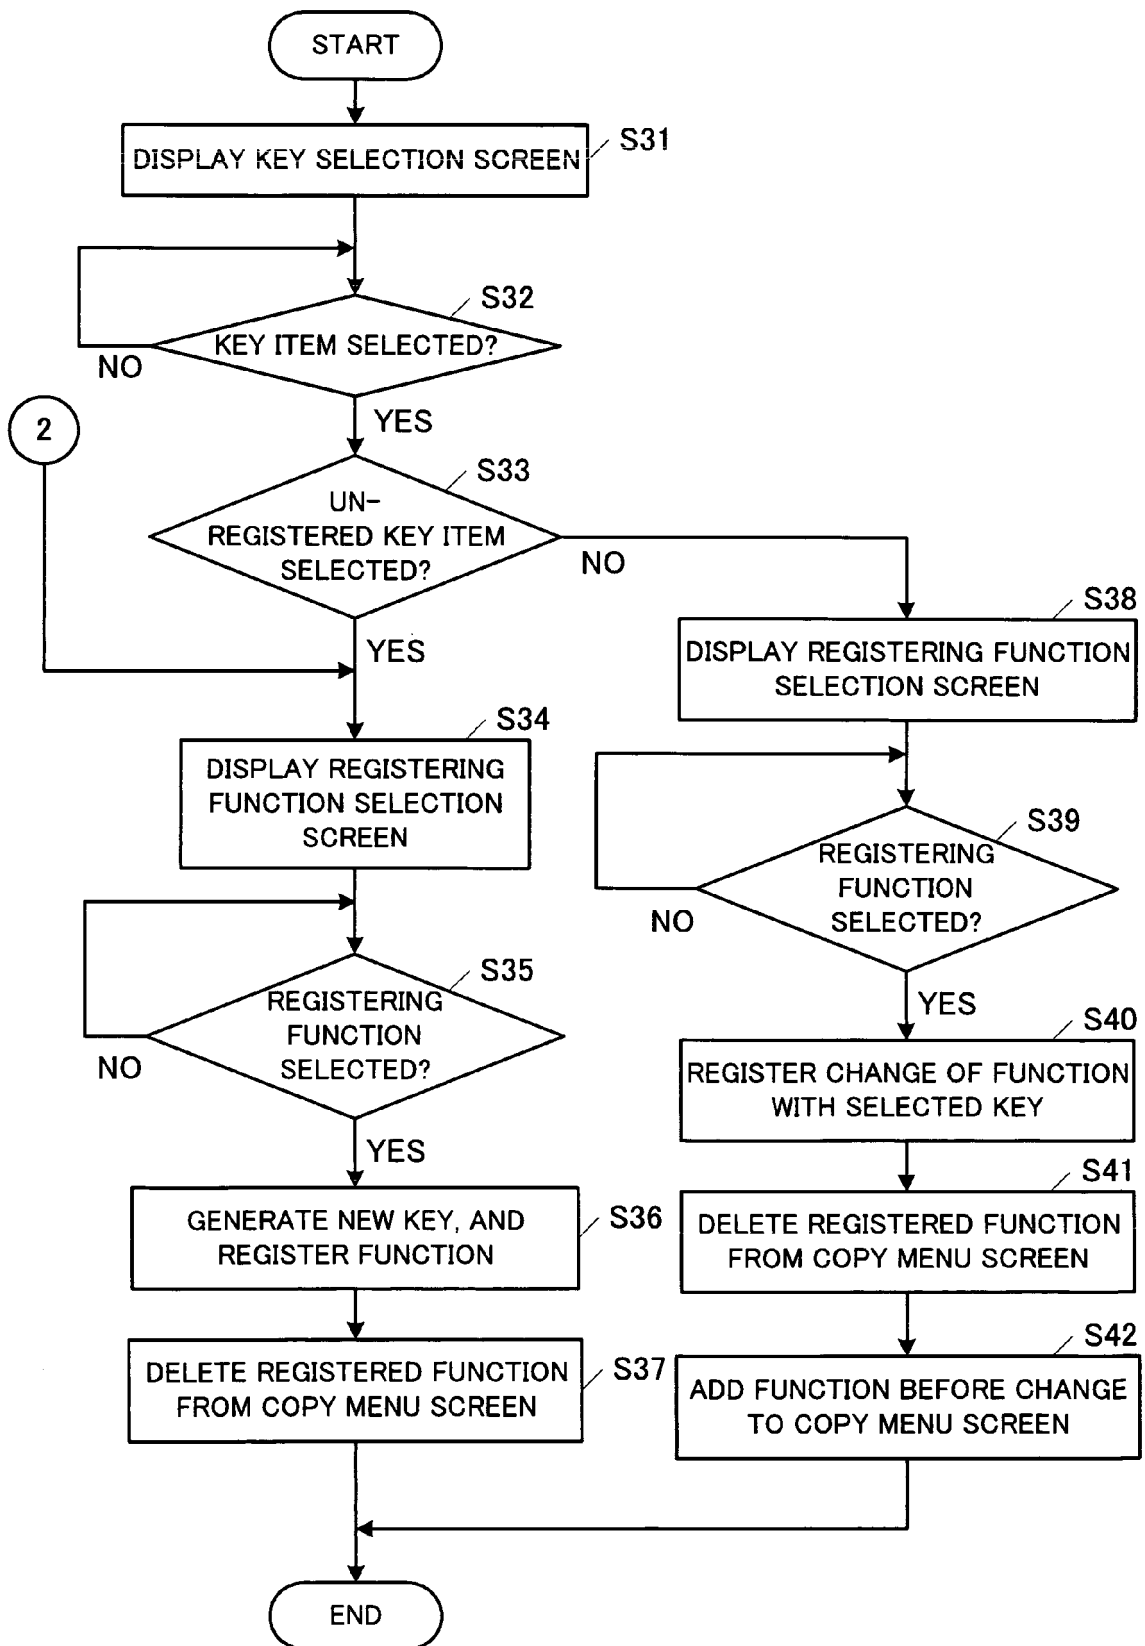 START
DISPLAY KEY SELECTION SCREEN
S31
KEY ITEM SELECTED?
S32
NO
YES
2
UN-
REGISTERED KEY ITEM
SELECTED?
S33
NO
YES
DISPLAY REGISTERING
FUNCTION SELECTION
SCREEN
S34
REGISTERING
FUNCTION
SELECTED?
S35
NO
YES
GENERATE NEW KEY, AND
REGISTER FUNCTION
S36
DELETE REGISTERED FUNCTION
FROM COPY MENU SCREEN
S37
DISPLAY REGISTERING FUNCTION
SELECTION SCREEN
S38
REGISTERING
FUNCTION
SELECTED?
S39
NO
YES
REGISTER CHANGE OF FUNCTION
WITH SELECTED KEY
S40
DELETE REGISTERED FUNCTION
FROM COPY MENU SCREEN
S41
ADD FUNCTION BEFORE CHANGE
TO COPY MENU SCREEN
S42
END